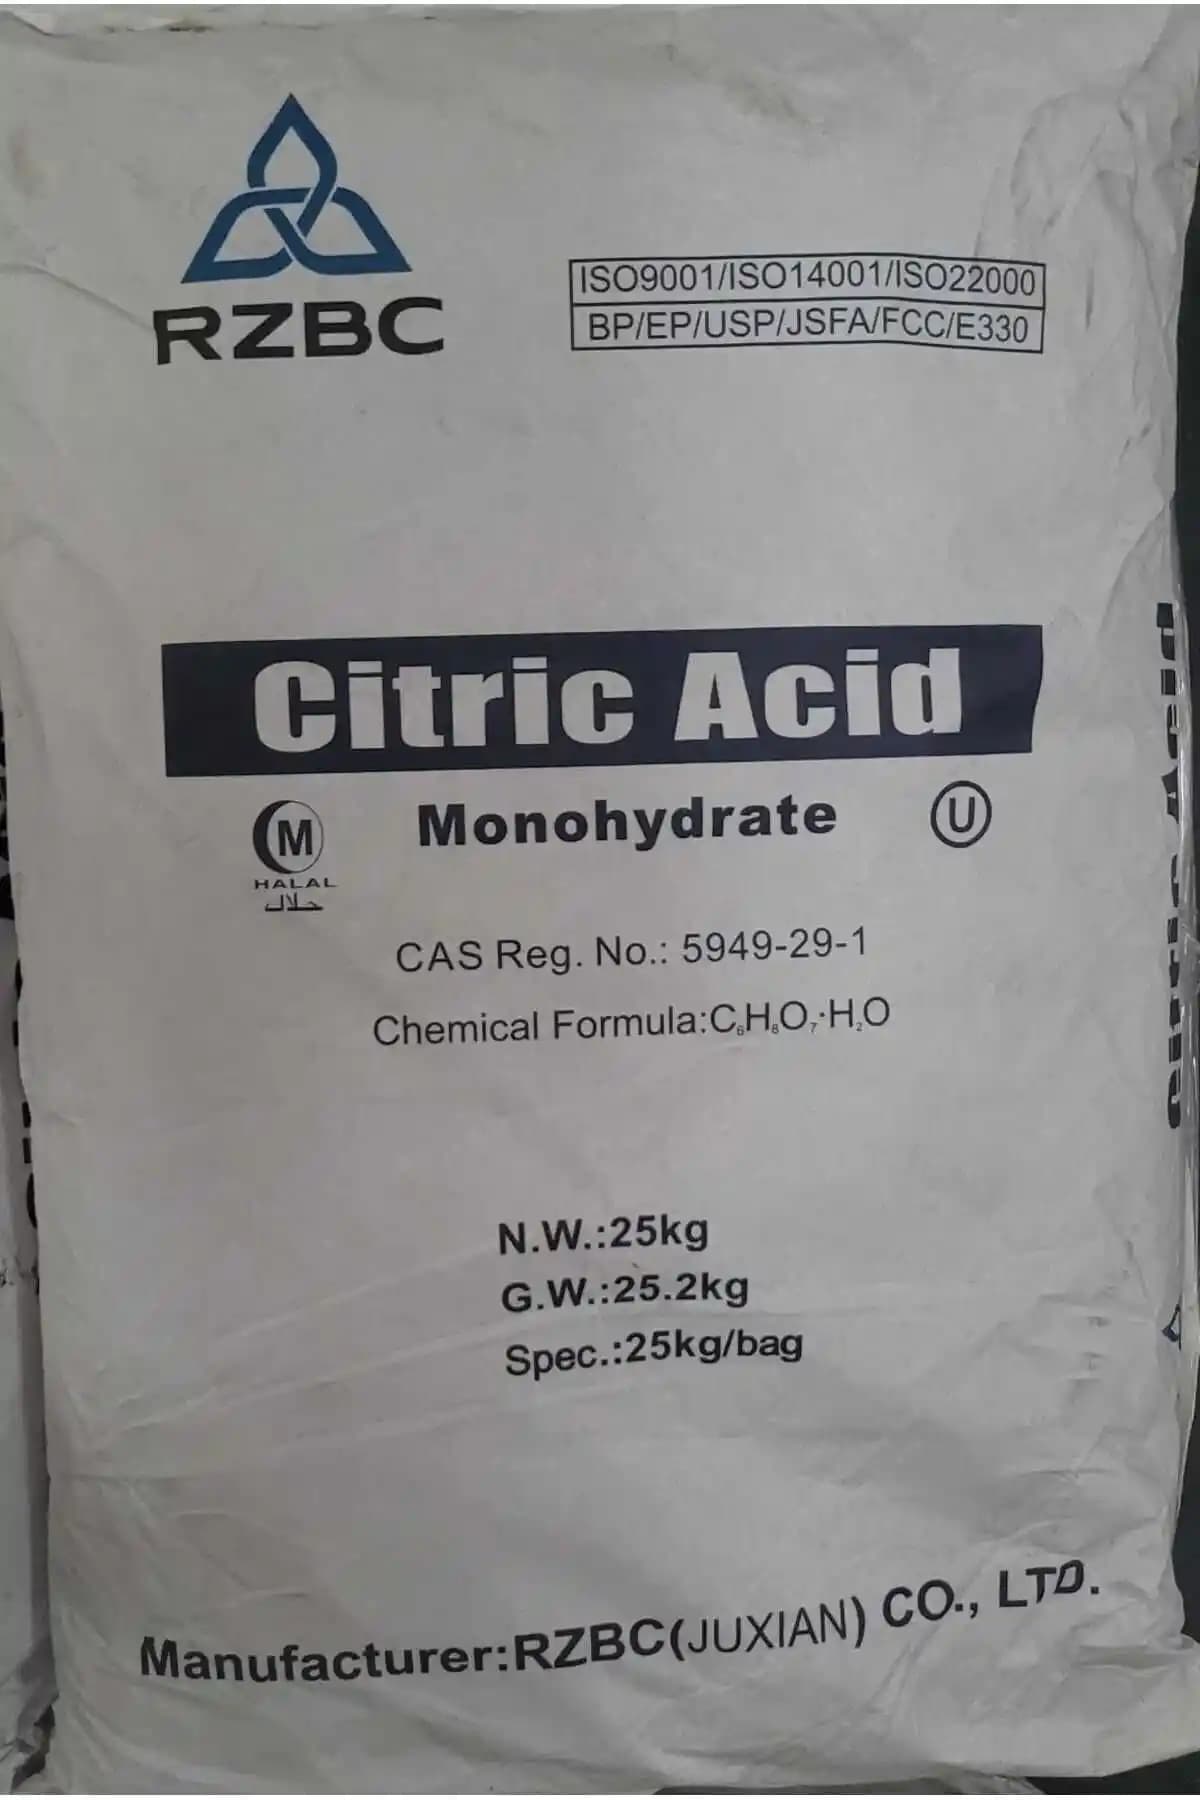 RZBC
ISO9001/ISO14001/ISO22000
BP/EP/USP/JSFA/FCC/E330
Citric Acid
Monohydrate
M
HALAL
حلال
U
CAS Reg. No.: 5949-29-1
Chemical Formula:C₆H₈O₇·H₂O
N.W.:25kg
G.W.:25.2kg
Spec.:25kg/bag
Manufacturer:RZBC(JUXIAN) CO., LTD.
Citric Acid